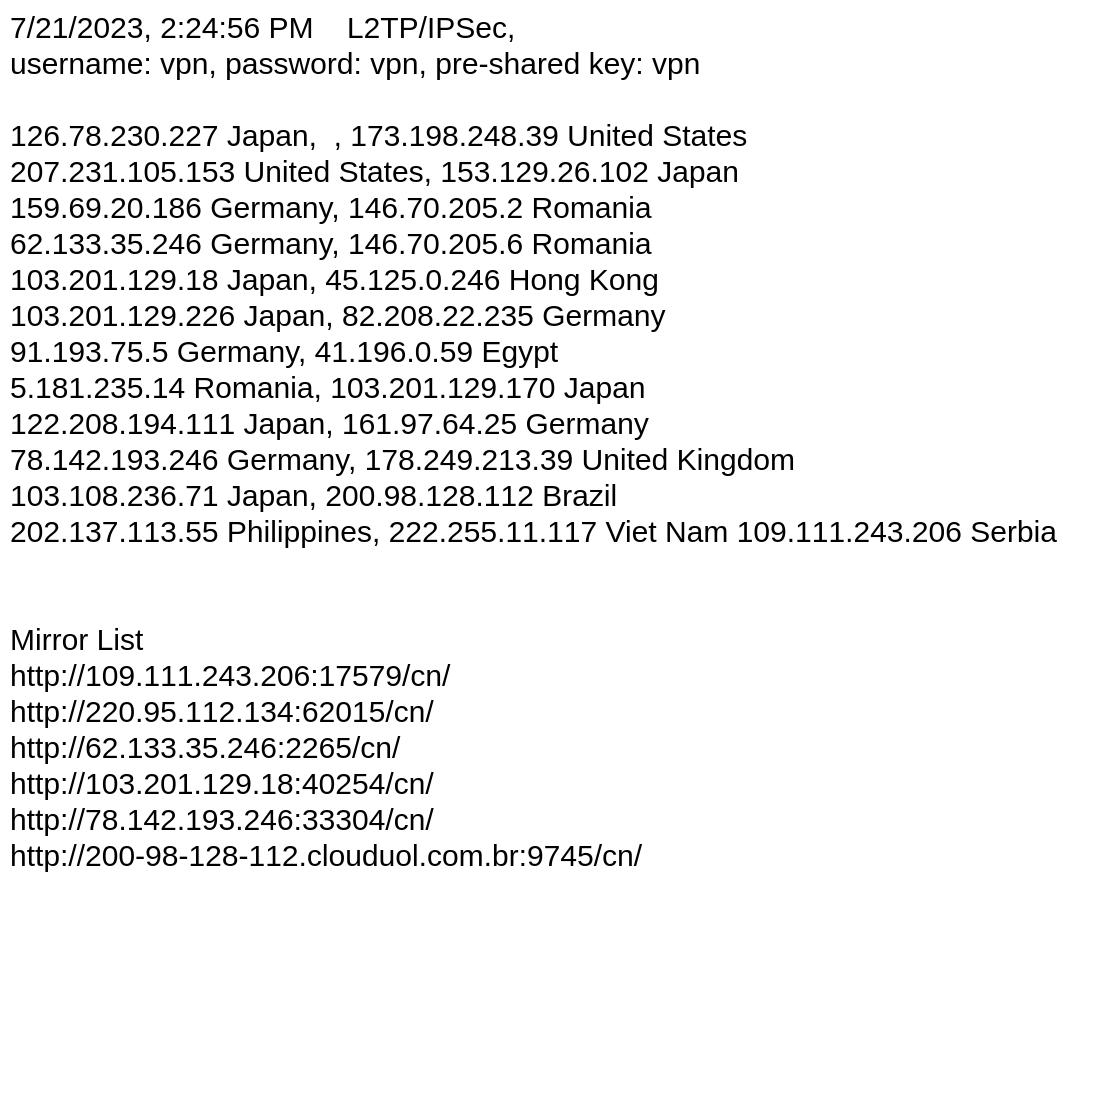 7/21/2023, 2:24:56 PM    L2TP/IPSec,
username: vpn, password: vpn, pre-shared key: vpn
126.78.230.227 Japan,  , 173.198.248.39 United States
207.231.105.153 United States, 153.129.26.102 Japan
159.69.20.186 Germany, 146.70.205.2 Romania
62.133.35.246 Germany, 146.70.205.6 Romania
103.201.129.18 Japan, 45.125.0.246 Hong Kong
103.201.129.226 Japan, 82.208.22.235 Germany
91.193.75.5 Germany, 41.196.0.59 Egypt
5.181.235.14 Romania, 103.201.129.170 Japan
122.208.194.111 Japan, 161.97.64.25 Germany
78.142.193.246 Germany, 178.249.213.39 United Kingdom
103.108.236.71 Japan, 200.98.128.112 Brazil
202.137.113.55 Philippines, 222.255.11.117 Viet Nam 109.111.243.206 Serbia
Mirror List
http://109.111.243.206:17579/cn/
http://220.95.112.134:62015/cn/
http://62.133.35.246:2265/cn/
http://103.201.129.18:40254/cn/
http://78.142.193.246:33304/cn/
http://200-98-128-112.clouduol.com.br:9745/cn/